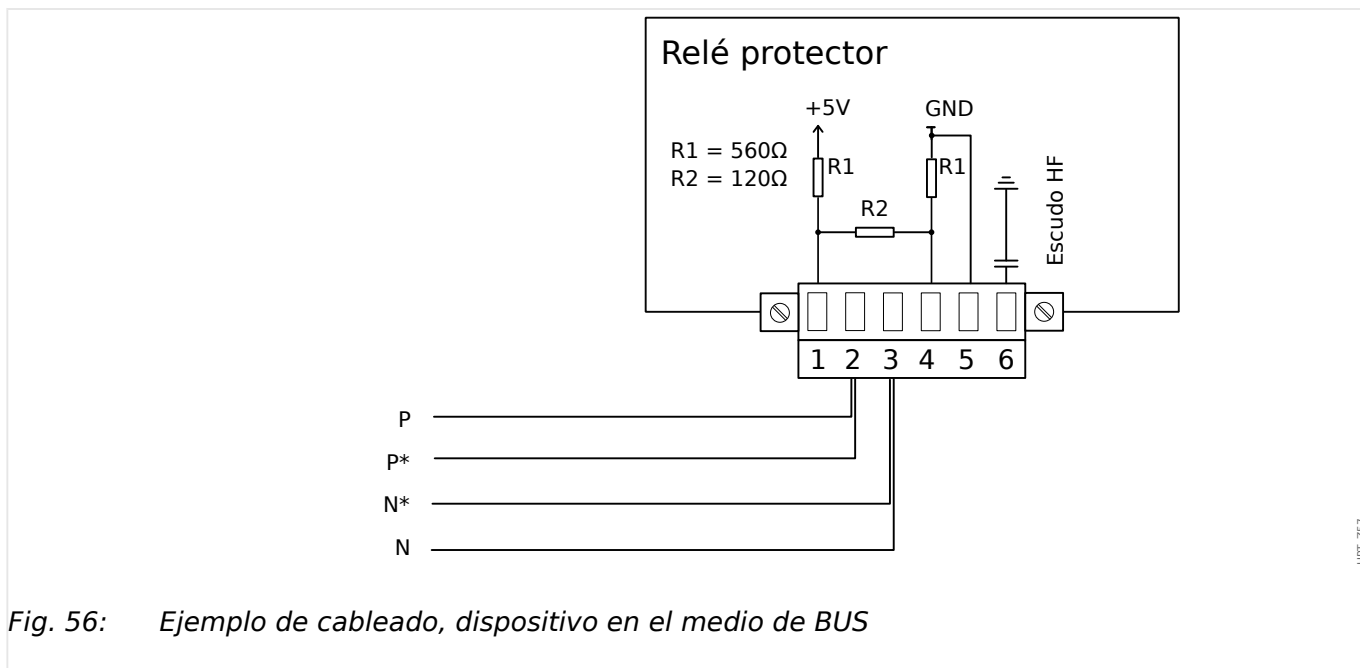 Relé protector
+5V
GND
R1 = 560Ω
R2 = 120Ω
R1
R1
R2
Escudo HF
1 2 3 4 5 6
P
P*
N*
N
Fig. 56: Ejemplo de cableado, dispositivo en el medio de BUS